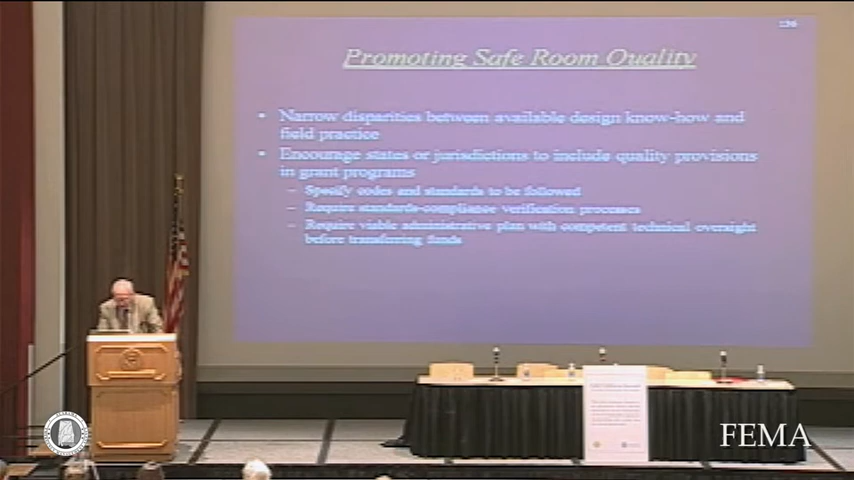 Promoting Safe Room Quality
• Narrow disparities between available design know-how and
field practice
• Encourage states or jurisdictions to include quality provisions
in grant programs
– Specify codes and standards to be followed
– Require standards-compliance verification processes
– Require viable administrative plan with competent technical oversight
before transferring funds
FEMA